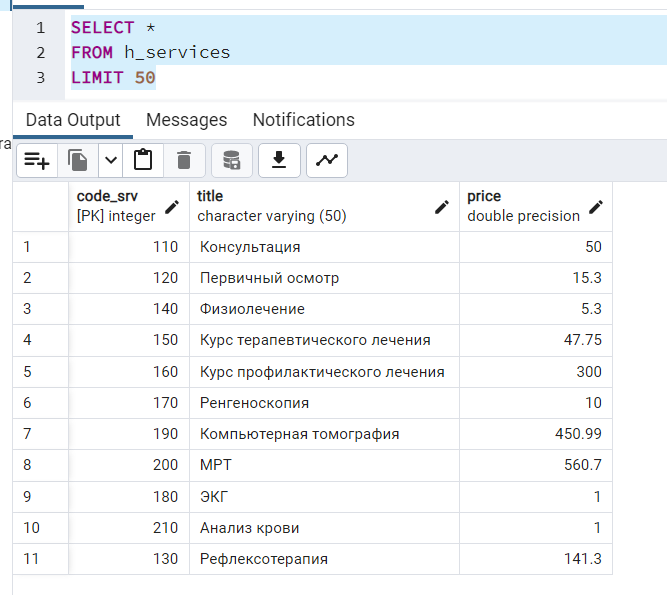 1 SELECT *
2 FROM h_services
3 LIMIT 50
Data Output Messages Notifications
ra
code_srv title price
[PK] integer character varying (50) double precision
1 110 Консультация 50
2 120 Первичный осмотр 15.3
3 140 Физиолечение 5.3
4 150 Курс терапевтического лечения 47.75
5 160 Курс профилактического лечения 300
6 170 Ренгеноскопия 10
7 190 Компьютерная томография 450.99
8 200 МРТ 560.7
9 180 ЭКГ 1
10 210 Анализ крови 1
11 130 Рефлексотерапия 141.3